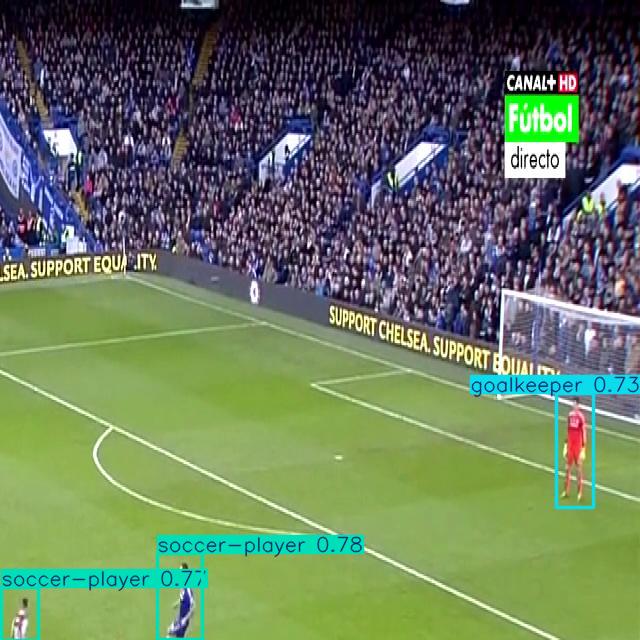 CANAL+ HD
Fútbol
directo
LSEA. SUPPORT EQUALITY.
SUPPORT CHELSEA. SUPPORT EQUALITY
goalkeeper 0.73
soccer-player 0.78
soccer-player 0.77